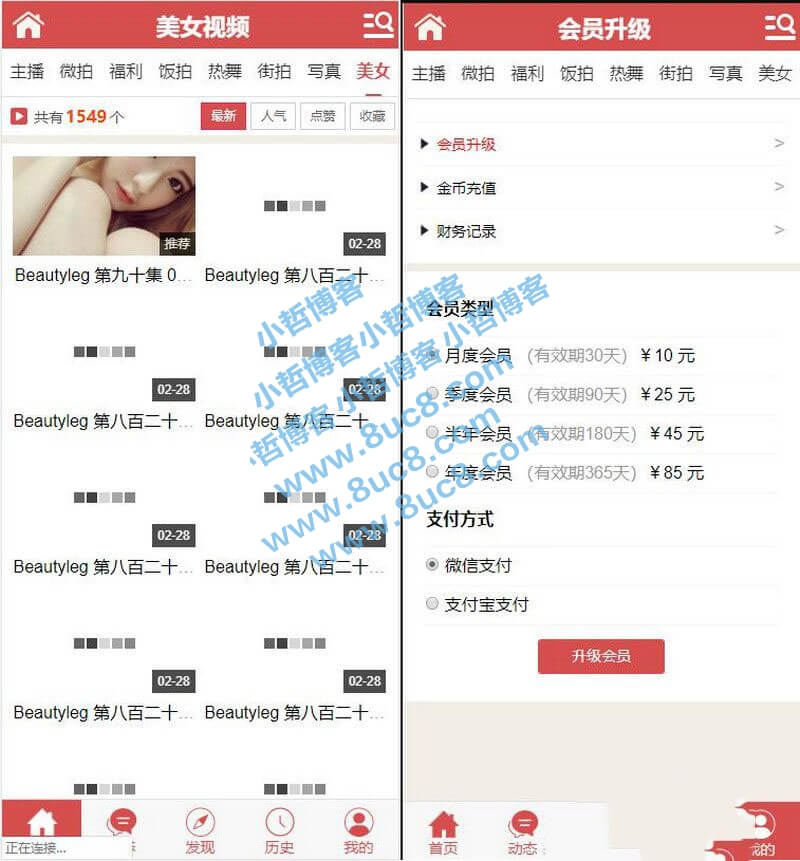 美女视频
主播 微拍 福利 饭拍 热舞 街拍 写真 美女
共有1549个
最新 人气 点赞 收藏
推荐
02-28
Beautyleg 第九十集 0...
Beautyleg 第八百二十...
02-28
02-28
Beautyleg 第八百二十...
Beautyleg 第八百二十...
02-28
02-28
Beautyleg 第八百二十...
Beautyleg 第八百二十...
02-28
02-28
Beautyleg 第八百二十...
Beautyleg 第八百二十...
正在连接...
发现
历史
我的
会员升级
主播 微拍 福利 饭拍 热舞 街拍 写真 美女
会员升级 >
金币充值 >
财务记录 >
会员类型
月度会员 (有效期30天) ¥10 元
季度会员 (有效期90天) ¥25 元
半年会员 (有效期180天) ¥45 元
年度会员 (有效期365天) ¥85 元
支付方式
微信支付
支付宝支付
升级会员
首页
动态
小哲博客小哲博客
小哲博客小哲博客
哲博客
www.8uc8.com
www.8uc8.com
www.8uc8.com